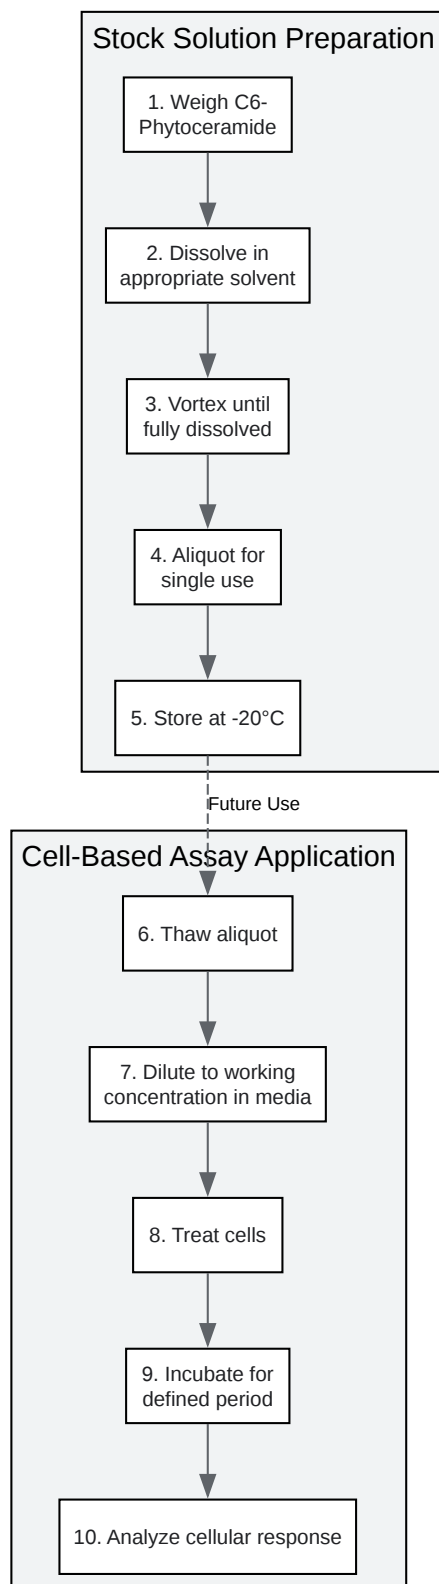 Stock Solution Preparation
1. Weigh C6-
Phytoceramide
2. Dissolve in
appropriate solvent
3. Vortex until
fully dissolved
4. Aliquot for
single use
5. Store at -20°C
Future Use
Cell-Based Assay Application
6. Thaw aliquot
7. Dilute to working
concentration in media
8. Treat cells
9. Incubate for
defined period
10. Analyze cellular response